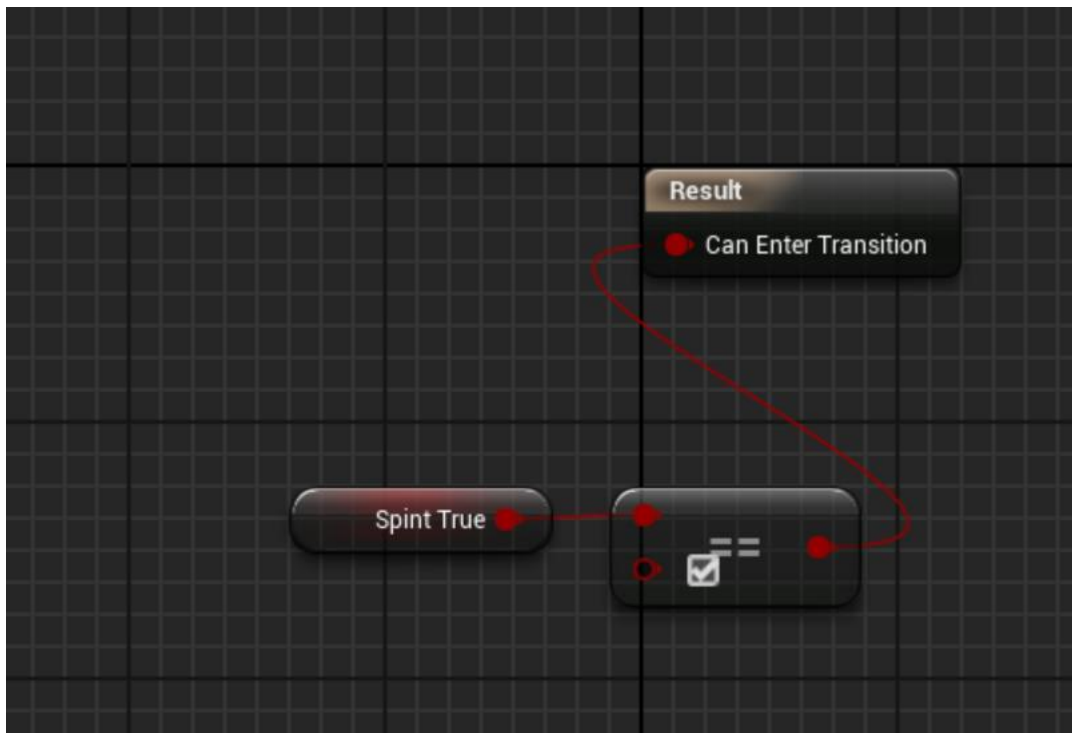 Result
Can Enter Transition
Spint True
==